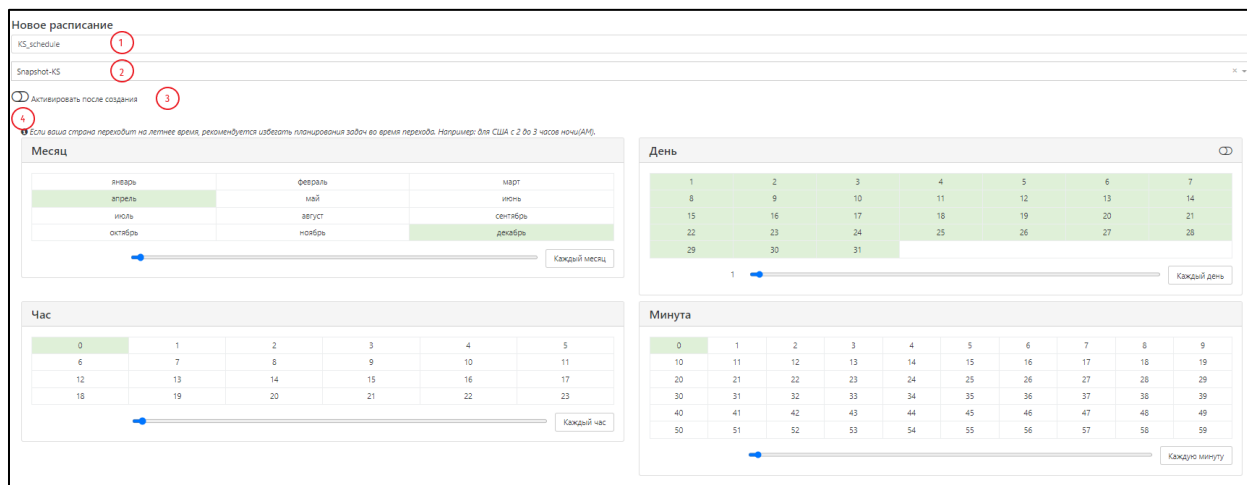 Новое расписание
KS_schedule 1
Snapshot-KS 2
Активировать после создания 3
4
Если ваша страна переходит на летнее время, рекомендуется избегать планирования задач во время перехода. Например: для США с 2 до 3 часов ночи(AM).
Месяц
январь февраль март
апрель май июнь
июль август сентябрь
октябрь ноябрь декабрь
Каждый месяц
День
1 2 3 4 5 6 7
8 9 10 11 12 13 14
15 16 17 18 19 20 21
22 23 24 25 26 27 28
29 30 31
1 Каждый день
Час
0 1 2 3 4 5
6 7 8 9 10 11
12 13 14 15 16 17
18 19 20 21 22 23
Каждый час
Минута
0 1 2 3 4 5 6 7 8 9
10 11 12 13 14 15 16 17 18 19
20 21 22 23 24 25 26 27 28 29
30 31 32 33 34 35 36 37 38 39
40 41 42 43 44 45 46 47 48 49
50 51 52 53 54 55 56 57 58 59
Каждую минуту